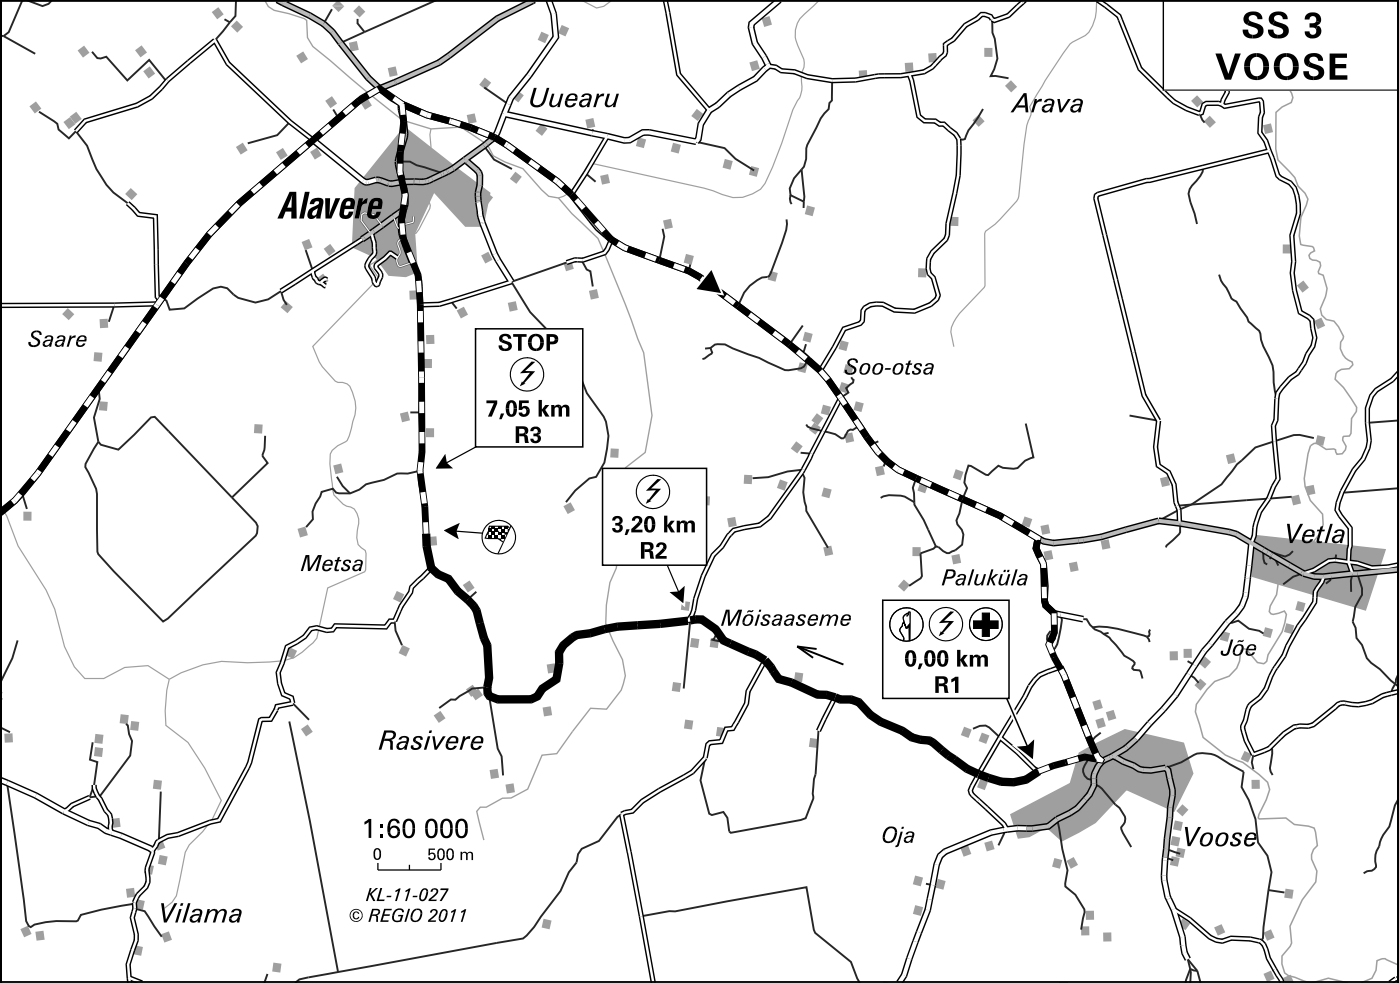 SS 3
VOOSE
Uuearu
Arava
Alavere
Saare
STOP
7,05 km
R3
Soo-otsa
3,20 km
R2
Vetla
Metsa
Paluküla
Mõisaaseme
0,00 km
R1
Jõe
Rasivere
1:60 000
0 500 m
Oja
Voose
KL-11-027
© REGIO 2011
Vilama